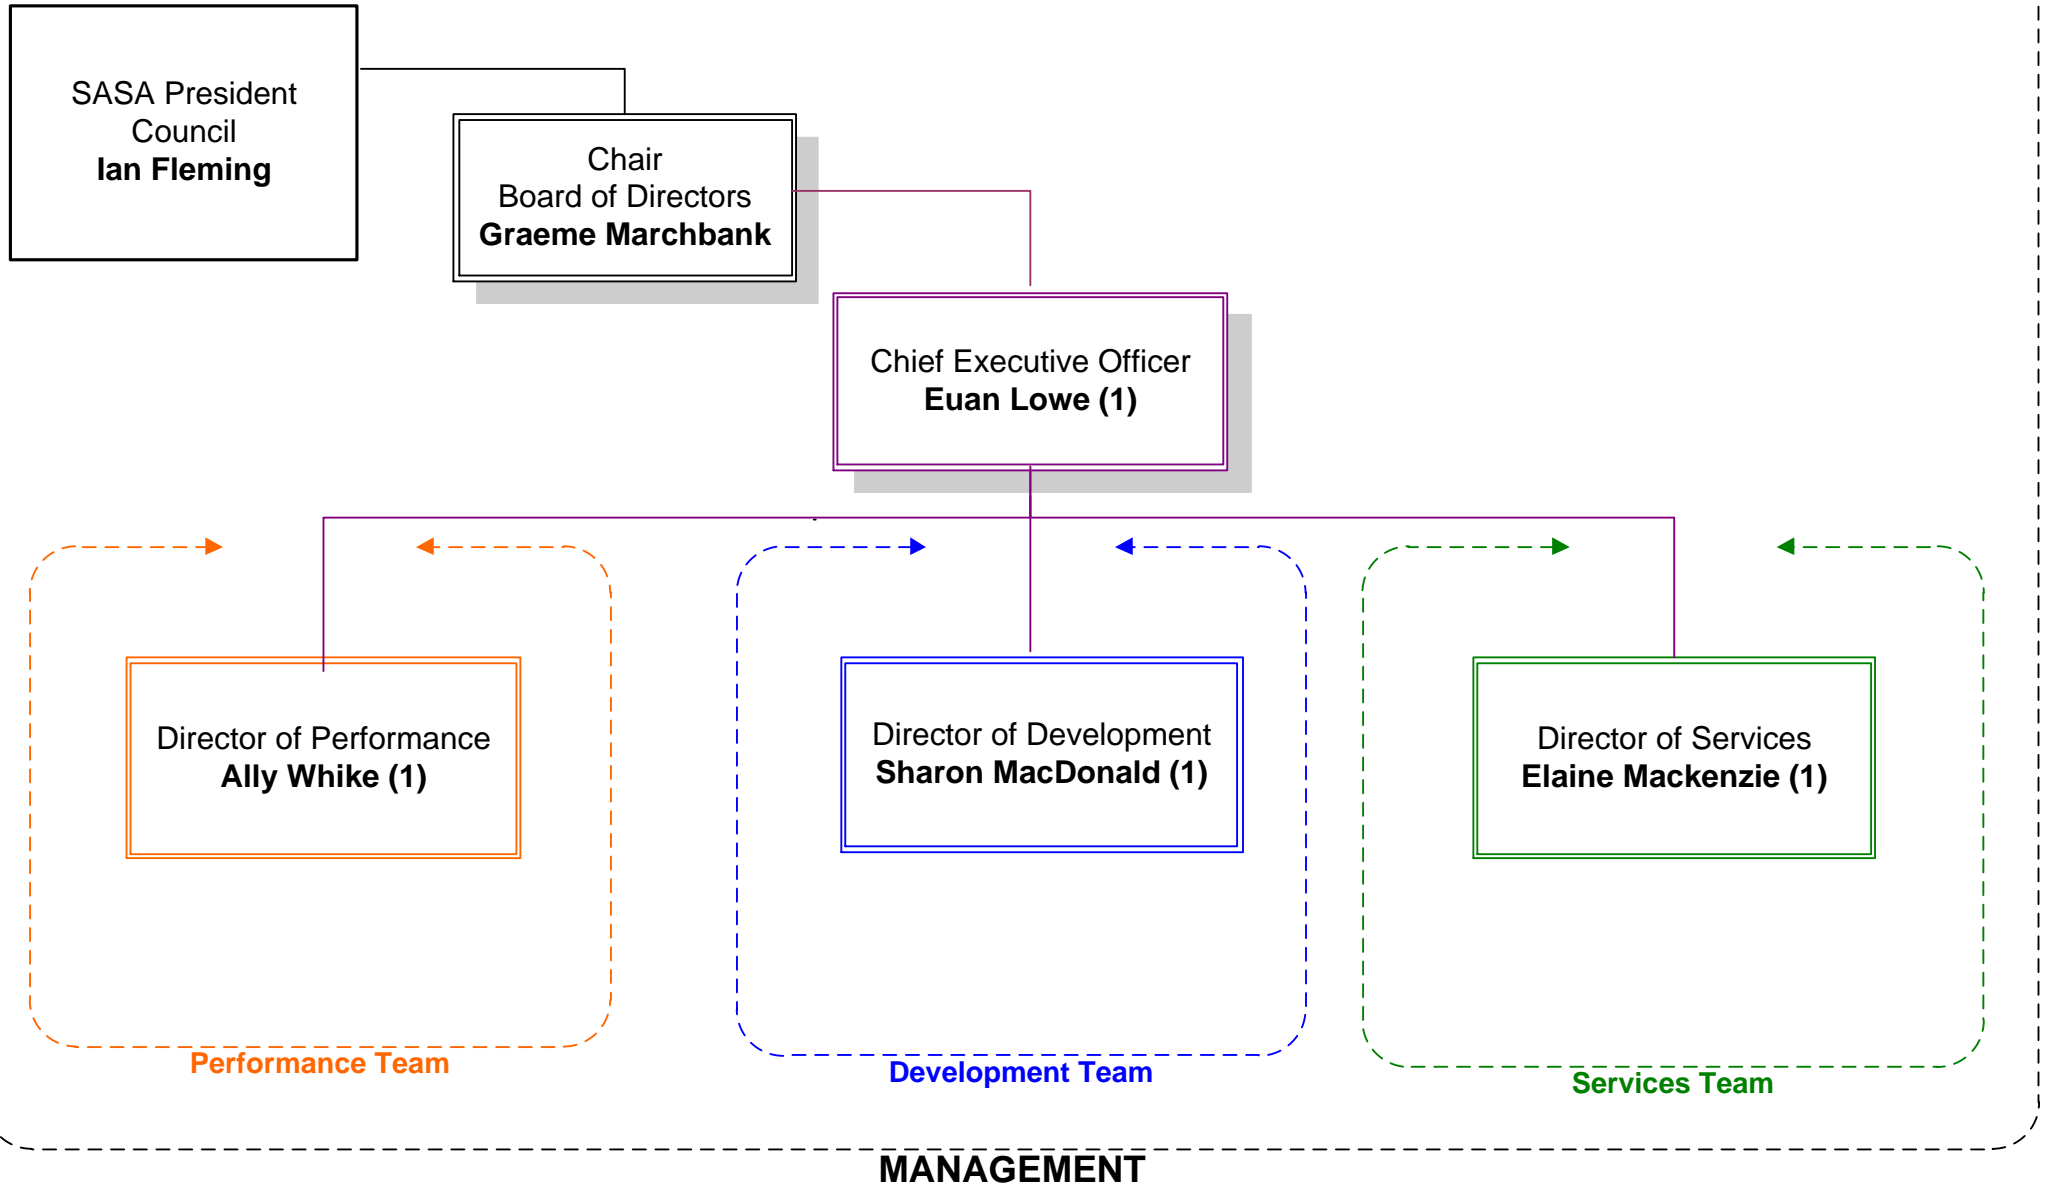 SASA President
Council
Ian Fleming
Chair
Board of Directors
Graeme Marchbank
Chief Executive Officer
Euan Lowe (1)
Director of Performance
Ally Whike (1)
Director of Development
Sharon MacDonald (1)
Director of Services
Elaine Mackenzie (1)
Performance Team
Development Team
Services Team
MANAGEMENT